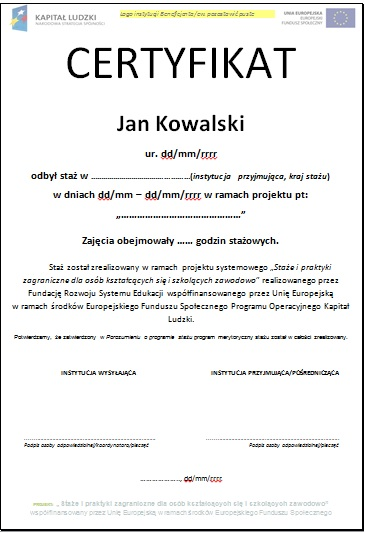 KAPITAŁ LUDZKI
NARODOWA STRATEGIA SPÓJNOŚCI
Logo instytucji Beneficjenta/ew. pozostawić pusto
UNIA EUROPEJSKA
EUROPEJSKI
FUNDUSZ SPOŁECZNY
CERTYFIKAT
Jan Kowalski
ur. dd/mm/rrrr
odbył staż w ……………………………………(instytucja przyjmująca, kraj stażu)
w dniach dd/mm – dd/mm/rrrr w ramach projektu pt:
„………………………………………”
Zajęcia obejmowały …… godzin stażowych.
Staż został zrealizowany w ramach projektu systemowego „Staże i praktyki
zagraniczne dla osób kształcących się i szkolących zawodowo” realizowanego przez
Fundację Rozwoju Systemu Edukacji współfinansowanego przez Unię Europejską
w ramach środków Europejskiego Funduszu Społecznego Programu Operacyjnego Kapitał
Ludzki.
Potwierdzamy, że zatwierdzony w Porozumieniu o programie stażu program merytoryczny stażu został w całości zrealizowany.
INSTYTUCJA WYSYŁAJĄCA INSTYTUCJA PRZYJMUJĄCA/POŚREDNICZĄCA
Podpis osoby odpowiedzialnej/koordynatora/pieczęć Podpis osoby odpowiedzialnej/pieczęć
……………, dd/mm/rrrr
„Staże i praktyki zagraniczne dla osób kształcących się i szkolących zawodowo”
współfinansowany przez Unię Europejską w ramach środków Europejskiego Funduszu Społecznego